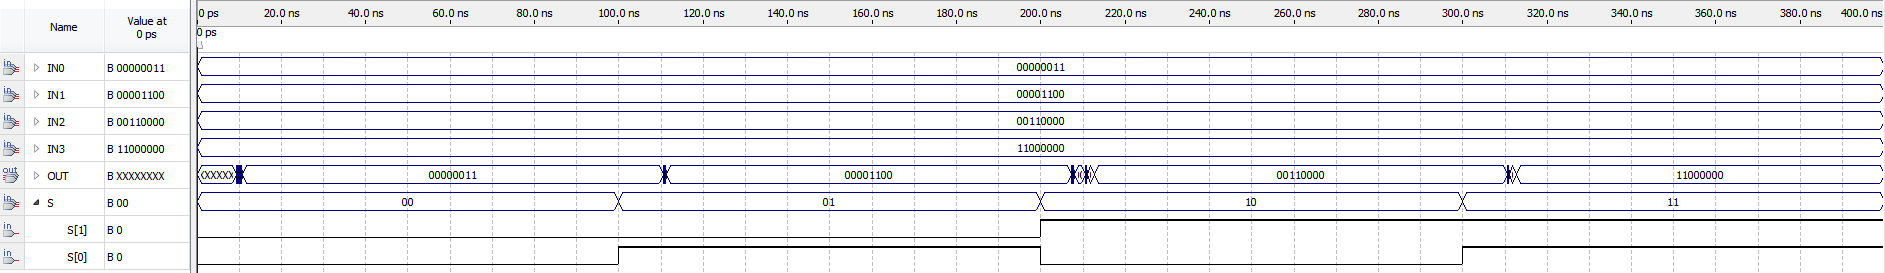 Name
Value at
0 ps
0 ps 20.0 ns 40.0 ns 60.0 ns 80.0 ns 100.0 ns 120.0 ns 140.0 ns 160.0 ns 180.0 ns 200.0 ns 220.0 ns 240.0 ns 260.0 ns 280.0 ns 300.0 ns 320.0 ns 340.0 ns 360.0 ns 380.0 ns 400.0 ns
0 ps
in IN0 B 00000011 00000011
in IN1 B 00001100 00001100
in IN2 B 00110000 00110000
in IN3 B 11000000 11000000
out OUT B XXXXXXXX 00000011 00001100 00110000 11000000
in S B 00 00 01 10 11
in S[1] B 0
in S[0] B 0